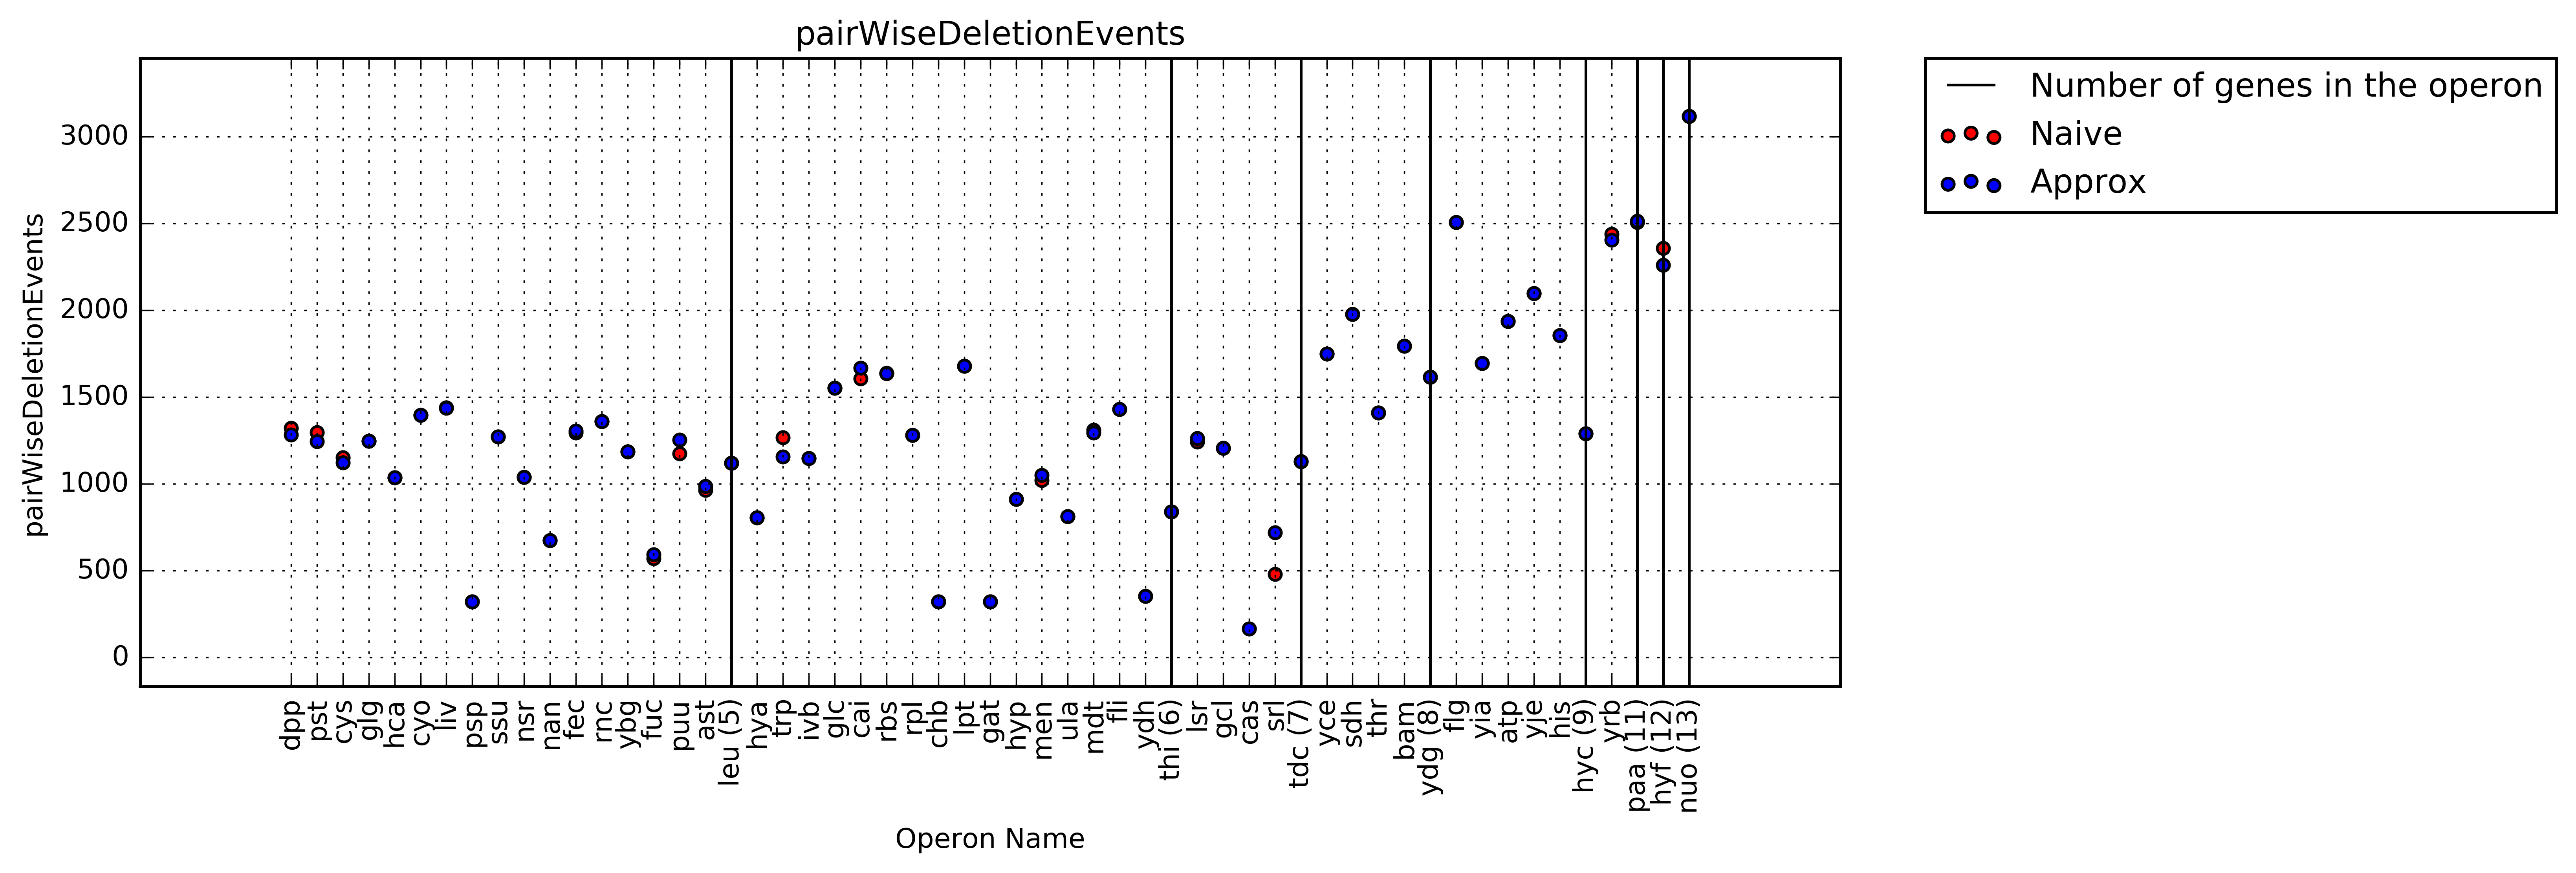 pairWiseDeletionEvents
Number of genes in the operon
Naive
Approx
pairWiseDeletionEvents
3000
2500
2000
1500
1000
500
0
dpp
pst
cys
glg
hca
cyo
liv
psp
ssu
nsr
nan
fec
rnc
ybg
fuc
puu
ast
leu (5)
hya
trp
ivb
glc
cai
rbs
rpl
chb
lpt
gat
hyp
men
ula
mdt
fli
ydh
thi (6)
lsr
gcl
cas
srl
tdc (7)
yce
sdh
thr
bam
ydg (8)
flg
yia
atp
yje
his
hyc (9)
yrb
paa (11)
hyf (12)
nuo (13)
Operon Name